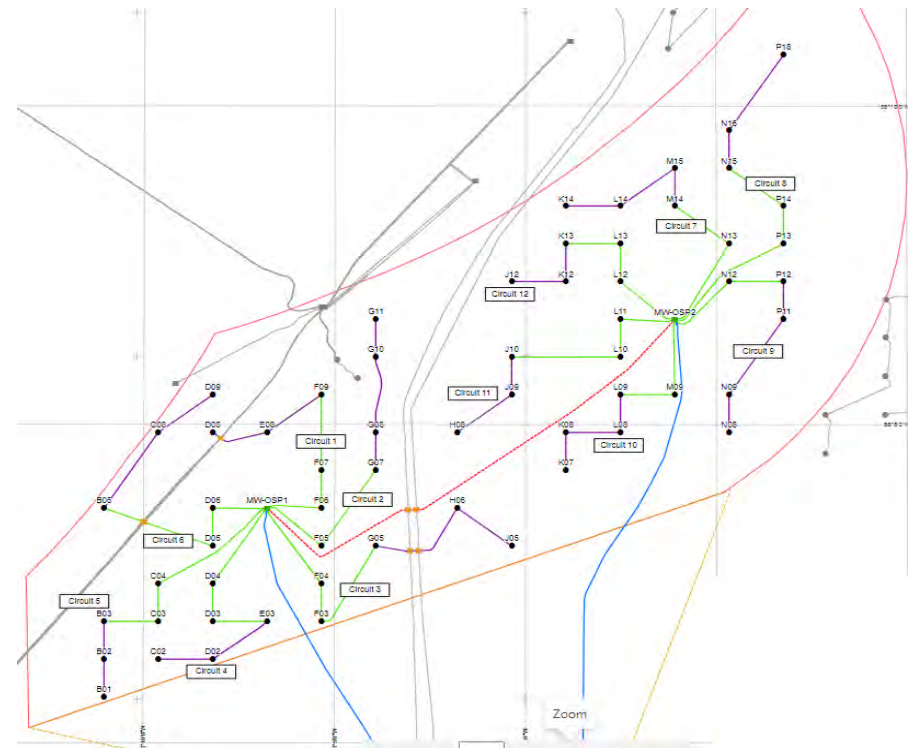 P18
N16
M15
N15
Circuit 8
K14
L14
M14
P14
Circuit 7
K13
L13
N13
P13
J12
K12
L12
N12
P12
Circuit 12
G11
L11
MW-OSP2
P11
G10
J10
L10
Circuit 9
D09
F09
J09
L09
M09
N09
Circuit 11
C08
D08
E08
G08
H08
K08
L08
N08
Circuit 1
Circuit 10
F07
G07
K07
B06
D06
MW-OSP1
F06
Circuit 2
H06
D05
F05
G05
J05
Circuit 6
C04
D04
F04
Circuit 3
Circuit 5
B03
C03
D03
E03
F03
B02
C02
D02
Circuit 4
B01
Zoom